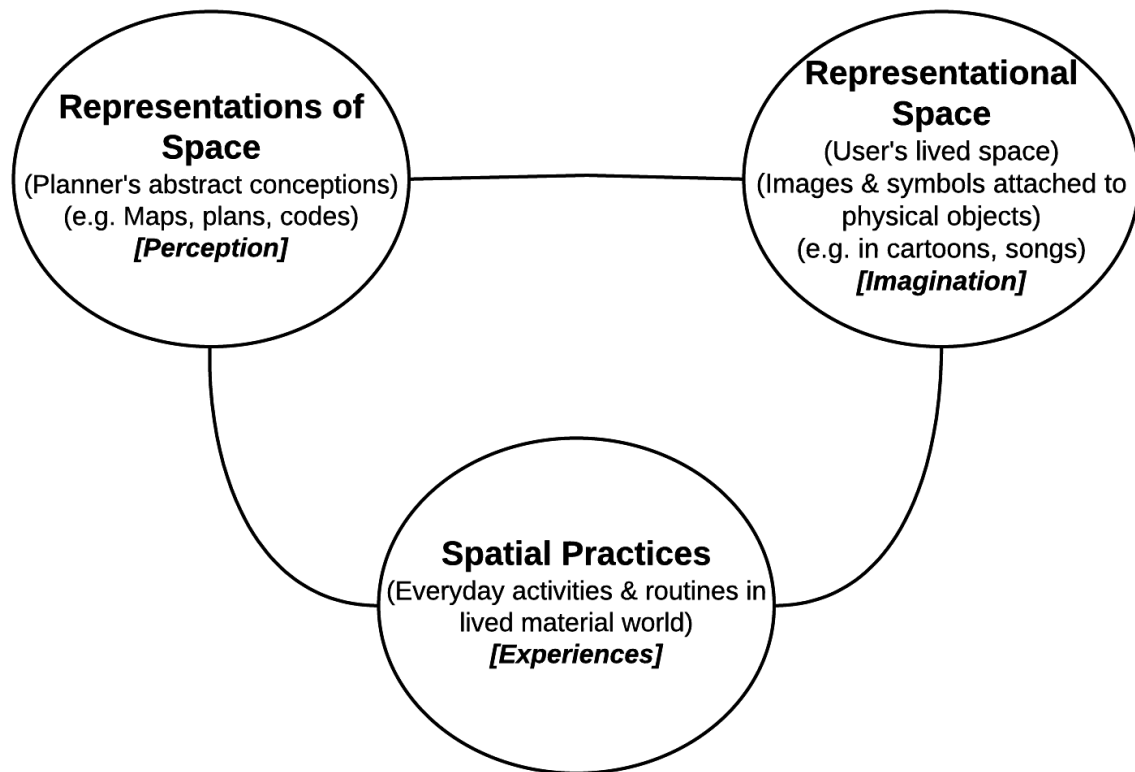 Representations of
Space
(Planner's abstract conceptions)
(e.g. Maps, plans, codes)
[Perception]
Representational
Space
(User's lived space)
(Images & symbols attached to
physical objects)
(e.g. in cartoons, songs)
[Imagination]
Spatial Practices
(Everyday activities & routines in
lived material world)
[Experiences]